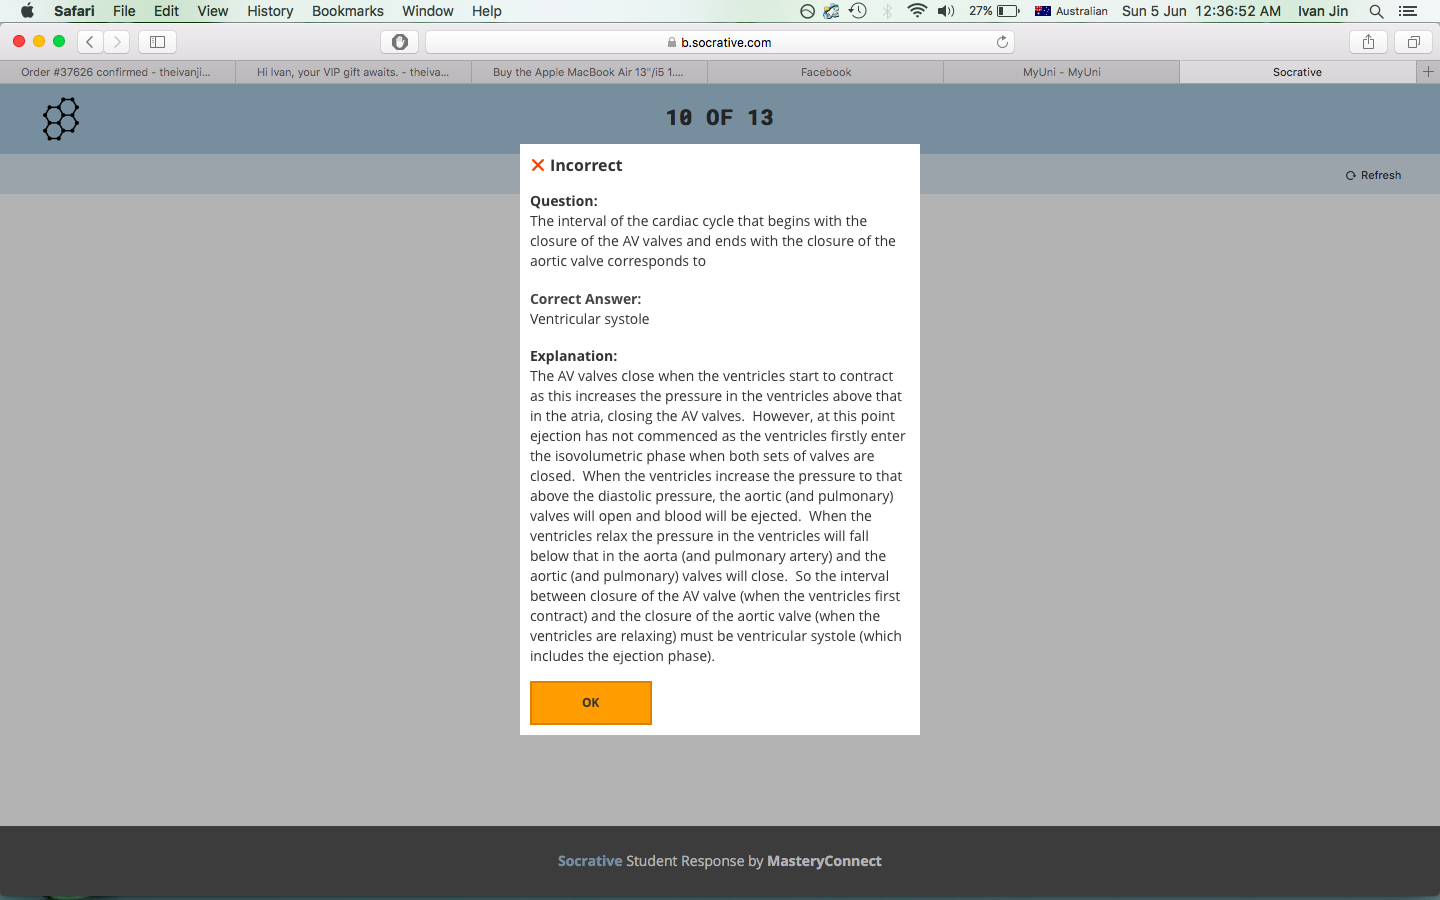 Safari File Edit View History Bookmarks Window Help 27% Australian Sun 5 Jun 12:36:52 AM Ivan Jin
b.socrative.com
Order #37626 confirmed - theivanji... Hi Ivan, your VIP gift awaits. - theiva... Buy the Apple MacBook Air 13"/i5 1.... Facebook MyUni - MyUni Socrative
10 OF 13
Refresh
Incorrect
Question:
The interval of the cardiac cycle that begins with the
closure of the AV valves and ends with the closure of the
aortic valve corresponds to
Correct Answer:
Ventricular systole
Explanation:
The AV valves close when the ventricles start to contract
as this increases the pressure in the ventricles above that
in the atria, closing the AV valves.  However, at this point
ejection has not commenced as the ventricles firstly enter
the isovolumetric phase when both sets of valves are
closed.  When the ventricles increase the pressure to that
above the diastolic pressure, the aortic (and pulmonary)
valves will open and blood will be ejected.  When the
ventricles relax the pressure in the ventricles will fall
below that in the aorta (and pulmonary artery) and the
aortic (and pulmonary) valves will close.  So the interval
between closure of the AV valve (when the ventricles first
contract) and the closure of the aortic valve (when the
ventricles are relaxing) must be ventricular systole (which
includes the ejection phase).
OK
Socrative Student Response by MasteryConnect